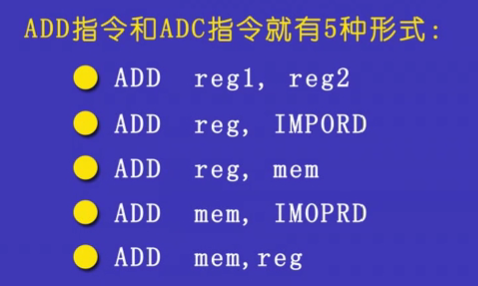 ADD指令和ADC指令就有5种形式:
ADD reg1, reg2
ADD reg, IMPORD
ADD reg, mem
ADD mem, IMOPRD
ADD mem,reg